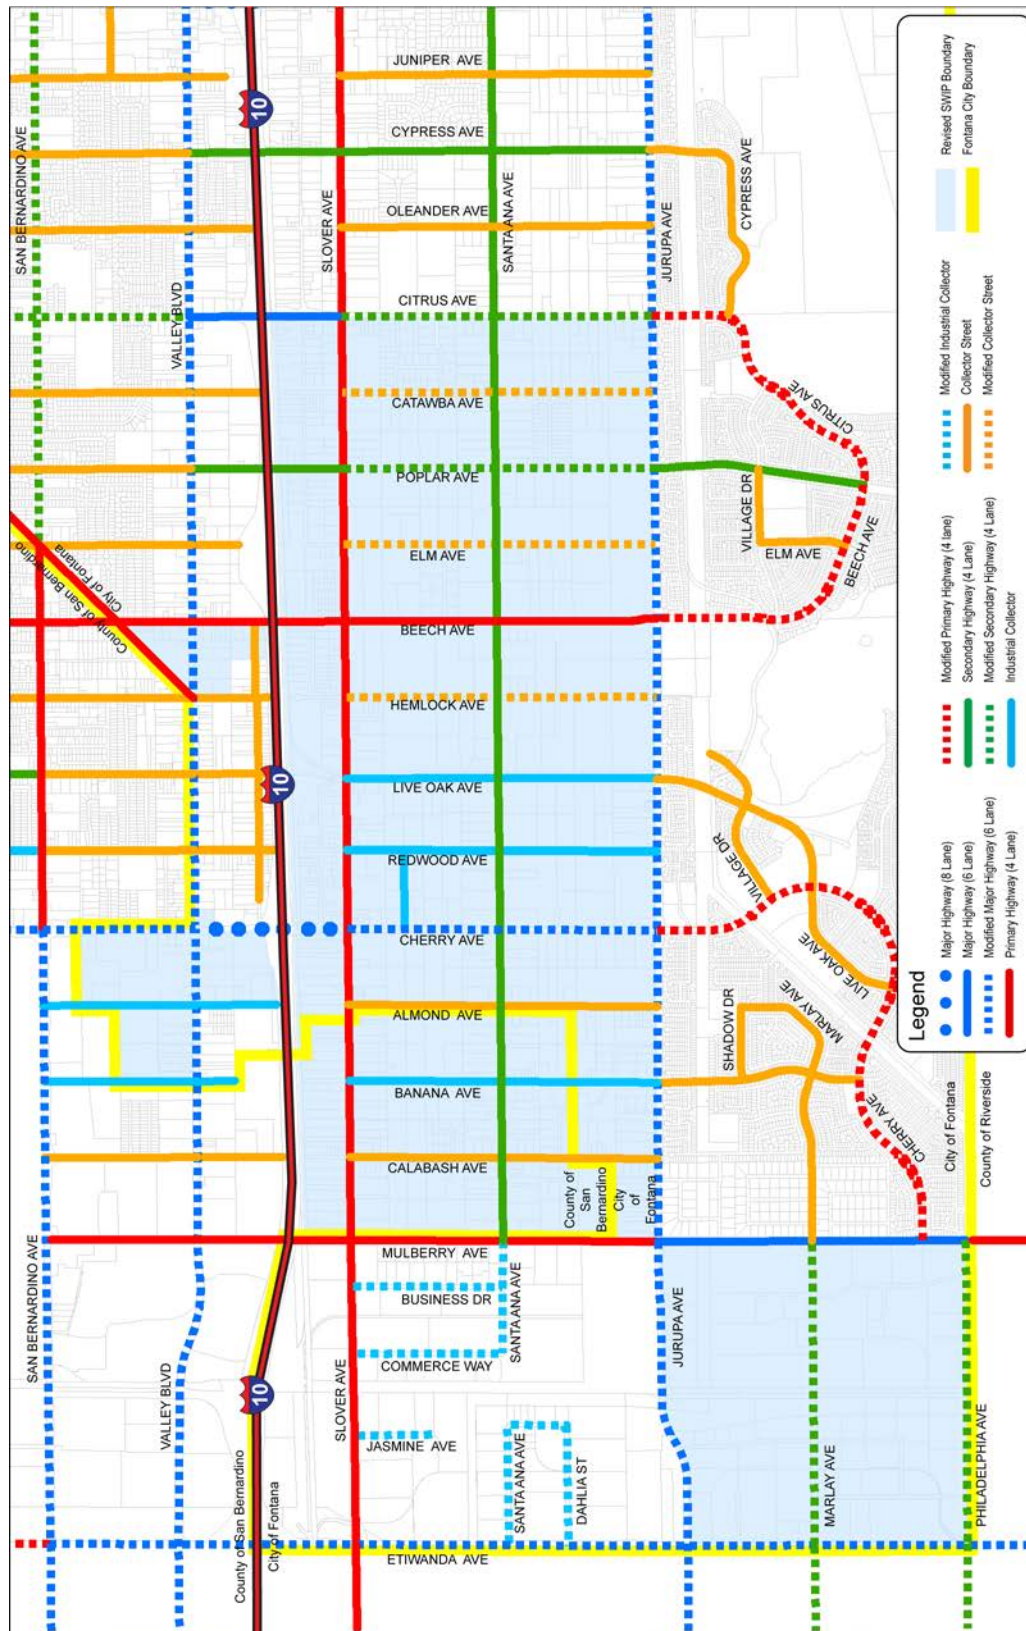 JUNIPER AVE
SAN BERNARDINO AVE
10
CYPRESS AVE
SLOVER AVE
OLEANDER AVE
SANTA ANA AVE
JURUPA AVE
CYPRESS AVE
VALLEY BLVD
CITRUS AVE
CATAWBA AVE
CITRUS AVE
POPLAR AVE
VILLAGE DR
ELM AVE
ELM AVE
BEECH AVE
City of Fontana
County of San Bernardino
BEECH AVE
HEMLOCK AVE
10
LIVE OAK AVE
REDWOOD AVE
VILLAGE DR
CHERRY AVE
LIVE OAK AVE
ALMOND AVE
SHADOW DR
MARLAY AVE
BANANA AVE
CHERRY AVE
CALABASH AVE
County of
San
Bernardino
City
of
Fontana
City of Fontana
County of Riverside
SAN BERNARDINO AVE
MULBERRY AVE
BUSINESS DR
SANTA ANA AVE
JURUPA AVE
VALLEY BLVD
COMMERCE WAY
10
SLOVER AVE
JASMINE AVE
SANTA ANA AVE
DAHLIA ST
MARLAY AVE
PHILADELPHIA AVE
County of San Bernardino
City of Fontana
ETIWANDA AVE
Legend
Major Highway (8 Lane)
Major Highway (6 Lane)
Modified Major Highway (6 Lane)
Primary Highway (4 Lane)
Modified Primary Highway (4 lane)
Secondary Highway (4 Lane)
Modified Secondary Highway (4 Lane)
Industrial Collector
Modified Industrial Collector
Collector Street
Modified Collector Street
Revised SWIP Boundary
Fontana City Boundary